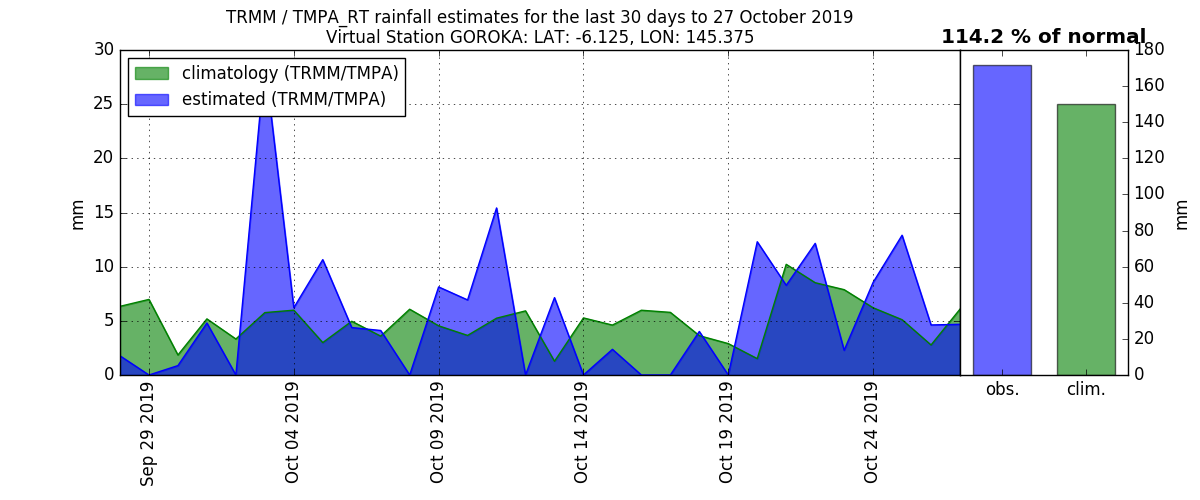 TRMM / TMPA_RT rainfall estimates for the last 30 days to 27 October 2019
Virtual Station GOROKA: LAT: -6.125, LON: 145.375
114.2 % of normal
climatology (TRMM/TMPA)
estimated (TRMM/TMPA)
30
25
20
15
10
5
0
mm
Sep 29 2019
Oct 04 2019
Oct 09 2019
Oct 14 2019
Oct 19 2019
Oct 24 2019
obs.
clim.
180
160
140
120
100
80
60
40
20
0
mm